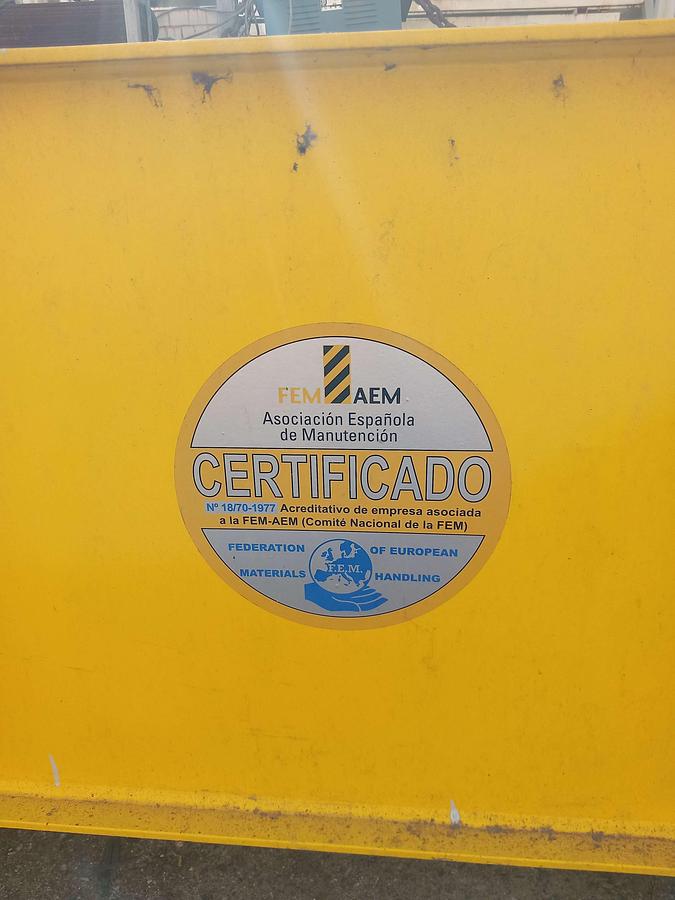 FEM AEM
Asociación Española
de Manutención
CERTIFICADO
Nº 18/70-1977 Acreditativo de empresa asociada
a la FEM-AEM (Comité Nacional de la FEM)
FEDERATION OF EUROPEAN
F.E.M.
MATERIALS HANDLING